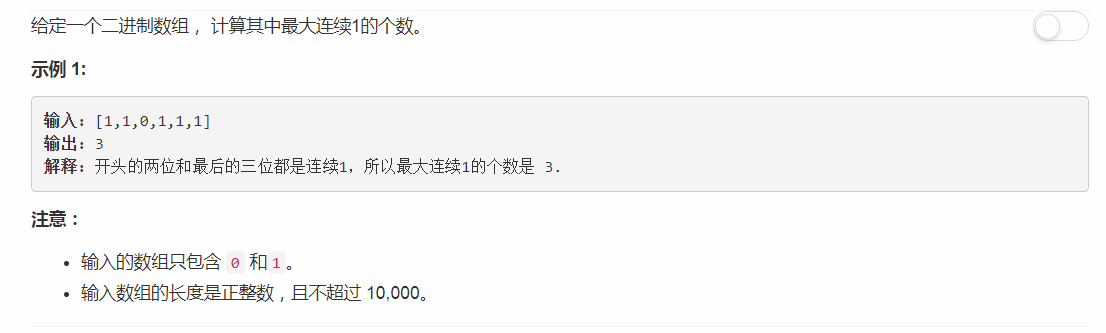 给定一个二进制数组， 计算其中最大连续1的个数。
示例 1:
输入: [1,1,0,1,1,1]
输出: 3
解释: 开头的两位和最后的三位都是连续1，所以最大连续1的个数是 3.
注意：
输入的数组只包含 0 和1。
输入数组的长度是正整数，且不超过 10,000。